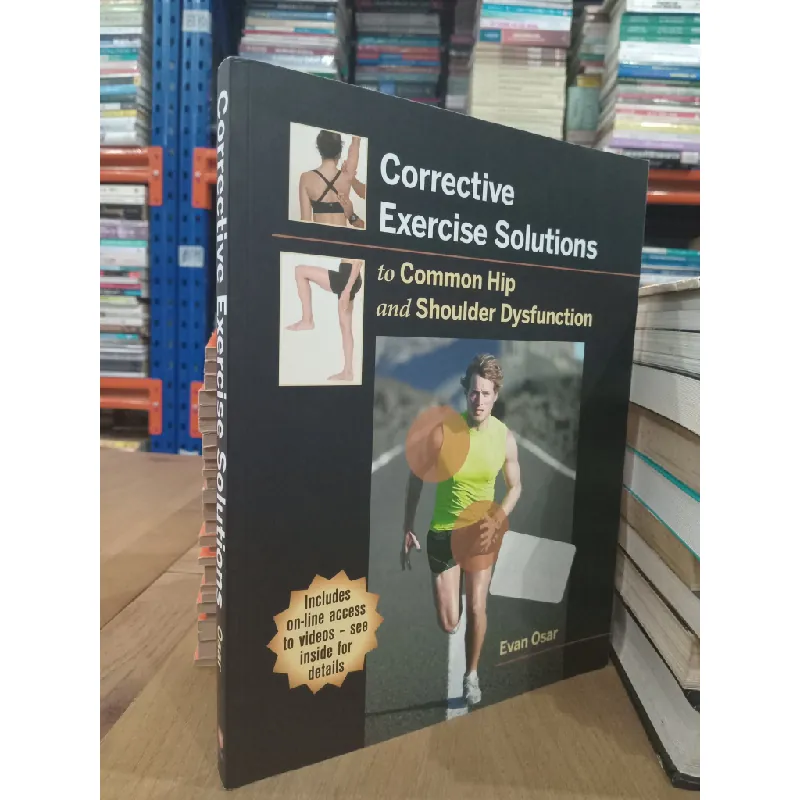 Corrective Exercise Solutions
Osar
Corrective
Exercise Solutions
to Common Hip
and Shoulder Dysfunction
Includes
on-line access
to videos – see
inside for
details
Evan Osar